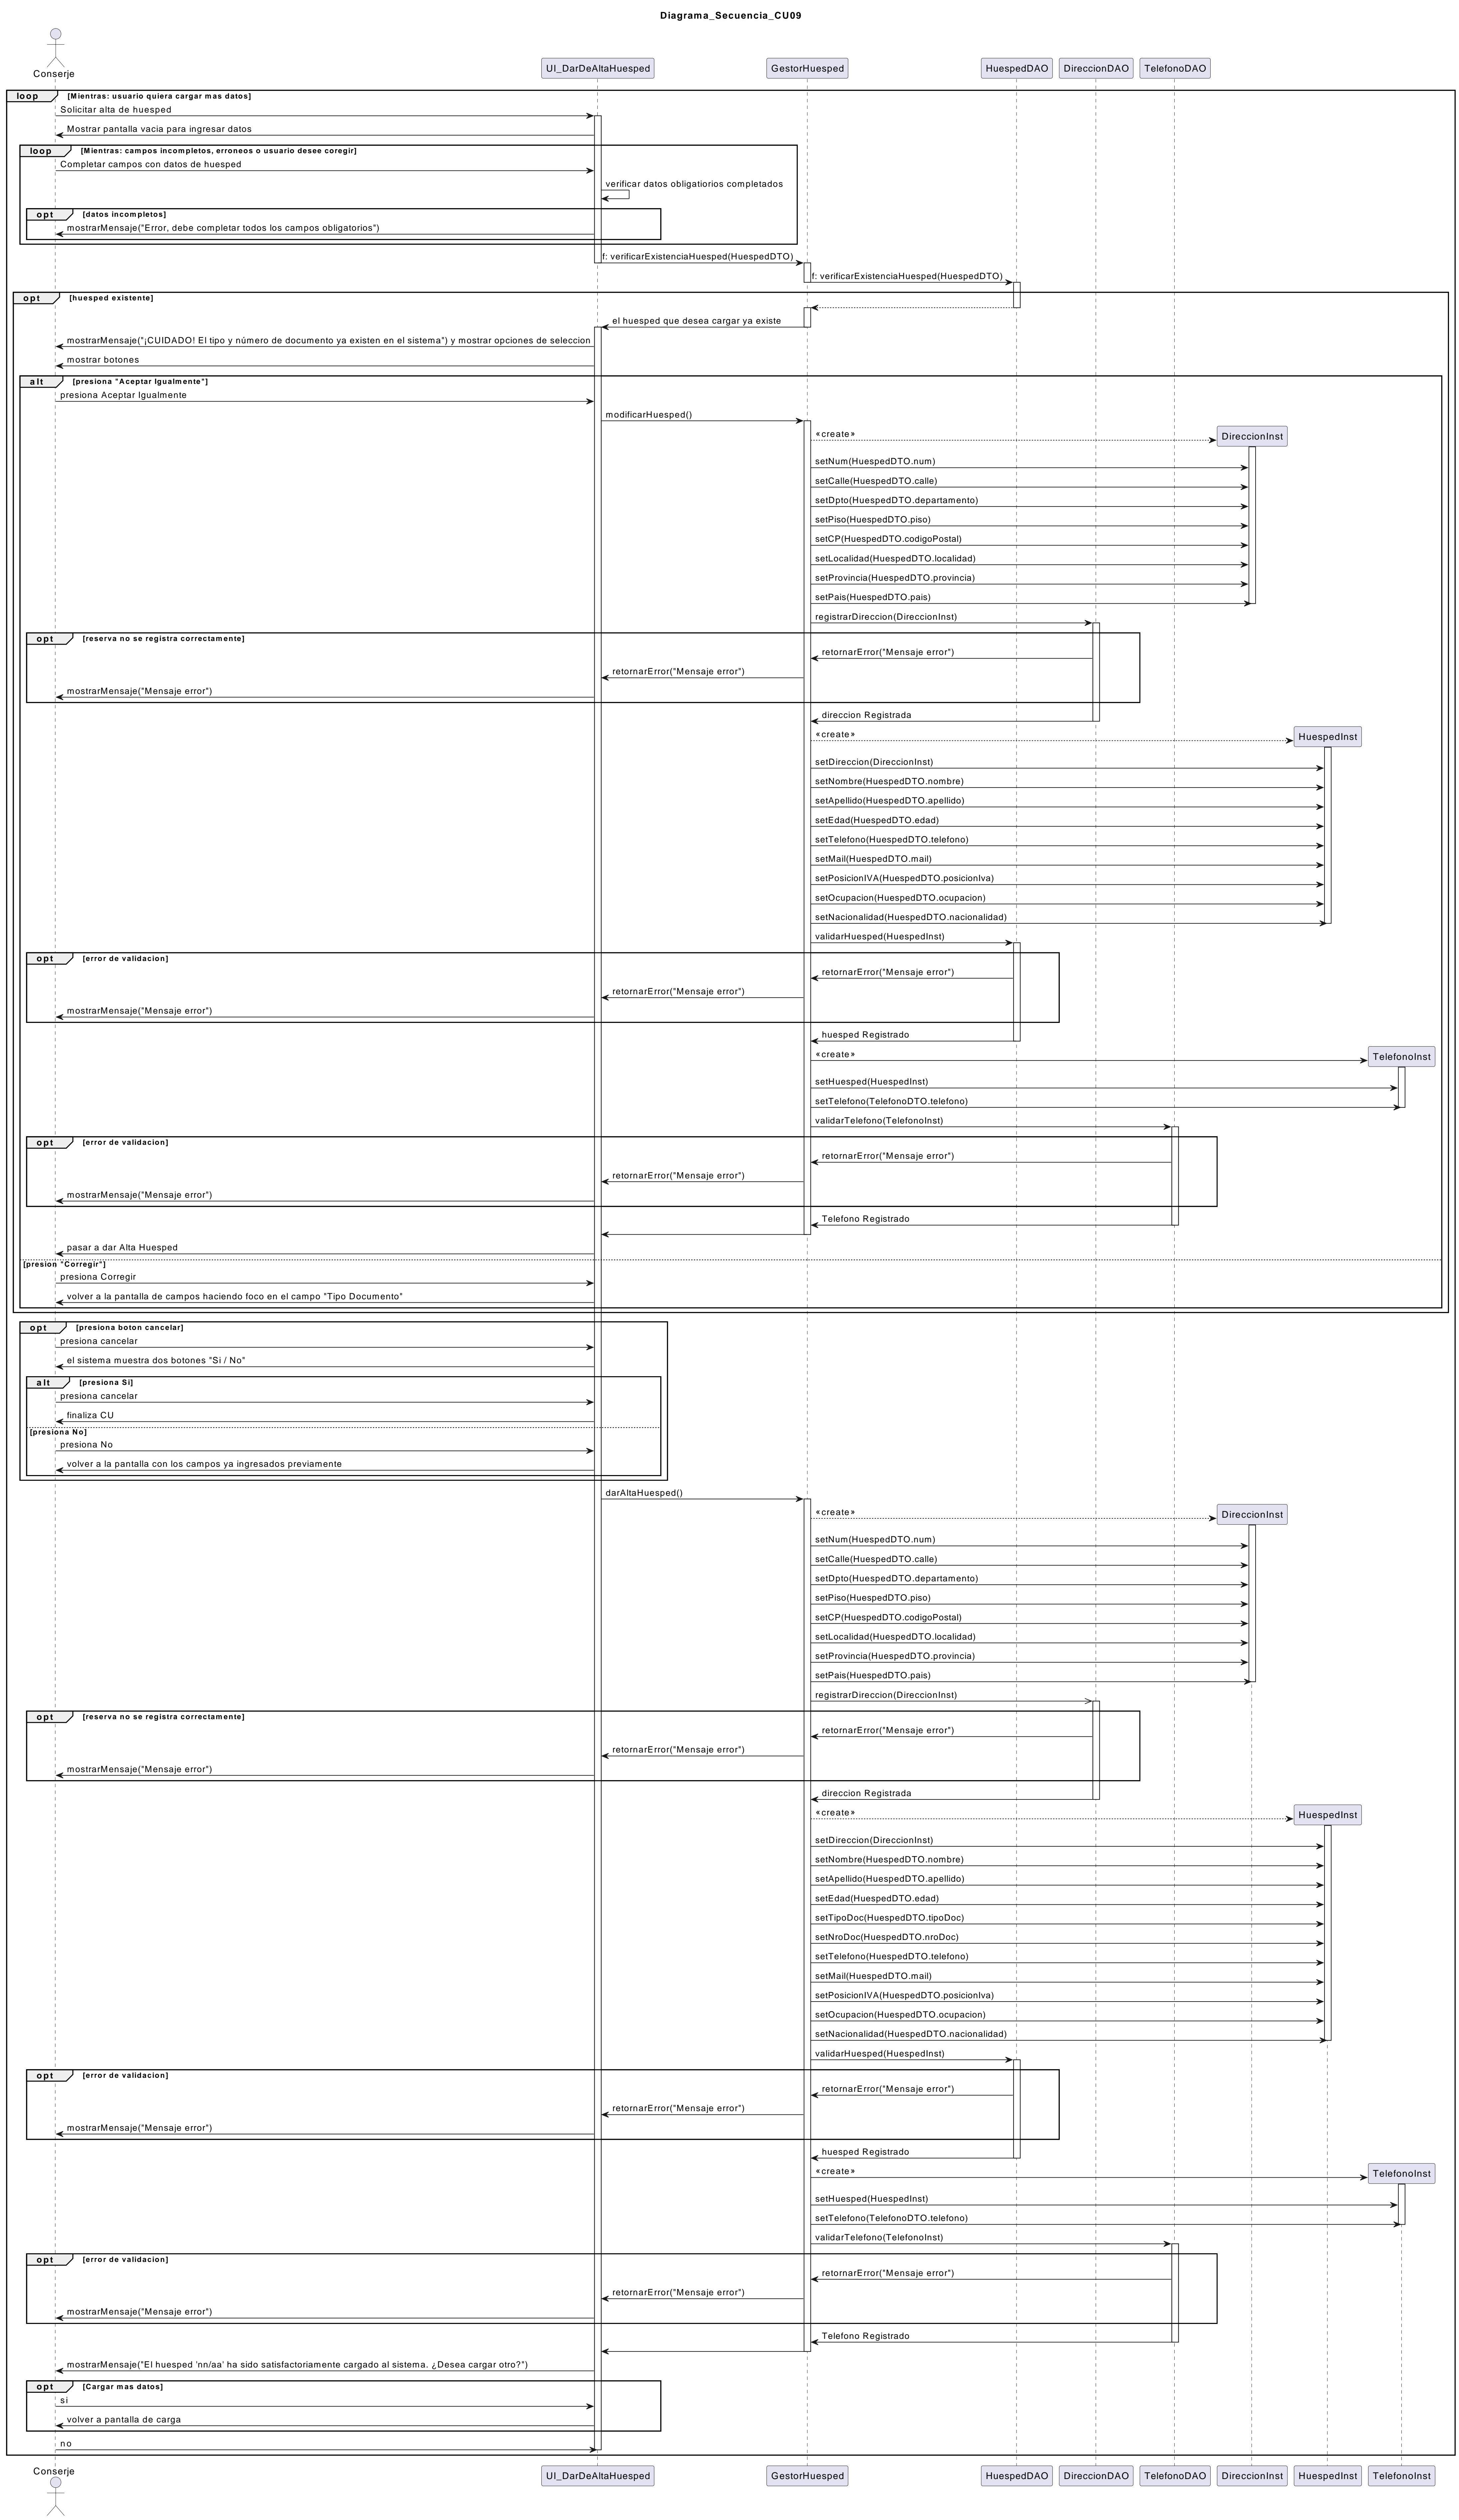 Diagrama_Secuencia_CU09
Conserje
UI_DarDeAltaHuesped
GestorHuesped
HuespedDAO
DireccionDAO
TelefonoDAO
loop [Mientras: usuario quiera cargar mas datos]
Solicitar alta de huesped
Mostrar pantalla vacia para ingresar datos
loop [Mientras: campos incompletos, erroneos o usuario desee coregir]
Completar campos con datos de huesped
verificar datos obligatiorios completados
opt [datos incompletos]
mostrarMensaje("Error, debe completar todos los campos obligatorios")
f: verificarExistenciaHuesped(HuespedDTO)
f: verificarExistenciaHuesped(HuespedDTO)
opt [huesped existente]
el huesped que desea cargar ya existe
mostrarMensaje("¡CUIDADO! El tipo y número de documento ya existen en el sistema") y mostrar opciones de seleccion
mostrar botones
alt [presiona "Aceptar Igualmente"]
presiona Aceptar Igualmente
modificarHuesped()
«create»
DireccionInst
setNum(HuespedDTO.num)
setCalle(HuespedDTO.calle)
setDpto(HuespedDTO.departamento)
setPiso(HuespedDTO.piso)
setCP(HuespedDTO.codigoPostal)
setLocalidad(HuespedDTO.localidad)
setProvincia(HuespedDTO.provincia)
setPais(HuespedDTO.pais)
registrarDireccion(DireccionInst)
opt [reserva no se registra correctamente]
retornarError("Mensaje error")
retornarError("Mensaje error")
mostrarMensaje("Mensaje error")
direccion Registrada
«create»
HuespedInst
setDireccion(DireccionInst)
setNombre(HuespedDTO.nombre)
setApellido(HuespedDTO.apellido)
setEdad(HuespedDTO.edad)
setTelefono(HuespedDTO.telefono)
setMail(HuespedDTO.mail)
setPosicionIVA(HuespedDTO.posicionIva)
setOcupacion(HuespedDTO.ocupacion)
setNacionalidad(HuespedDTO.nacionalidad)
validarHuesped(HuespedInst)
opt [error de validacion]
retornarError("Mensaje error")
retornarError("Mensaje error")
mostrarMensaje("Mensaje error")
huesped Registrado
«create»
TelefonoInst
setHuesped(HuespedInst)
setTelefono(TelefonoDTO.telefono)
validarTelefono(TelefonoInst)
opt [error de validacion]
retornarError("Mensaje error")
retornarError("Mensaje error")
mostrarMensaje("Mensaje error")
Telefono Registrado
pasar a dar Alta Huesped
[presion "Corregir"]
presiona Corregir
volver a la pantalla de campos haciendo foco en el campo "Tipo Documento"
opt [presiona boton cancelar]
presiona cancelar
el sistema muestra dos botones "Si / No"
alt [presiona Si]
presiona cancelar
finaliza CU
[presiona No]
presiona No
volver a la pantalla con los campos ya ingresados previamente
darAltaHuesped()
«create»
DireccionInst
setNum(HuespedDTO.num)
setCalle(HuespedDTO.calle)
setDpto(HuespedDTO.departamento)
setPiso(HuespedDTO.piso)
setCP(HuespedDTO.codigoPostal)
setLocalidad(HuespedDTO.localidad)
setProvincia(HuespedDTO.provincia)
setPais(HuespedDTO.pais)
registrarDireccion(DireccionInst)
opt [reserva no se registra correctamente]
retornarError("Mensaje error")
retornarError("Mensaje error")
mostrarMensaje("Mensaje error")
direccion Registrada
«create»
HuespedInst
setDireccion(DireccionInst)
setNombre(HuespedDTO.nombre)
setApellido(HuespedDTO.apellido)
setEdad(HuespedDTO.edad)
setTipoDoc(HuespedDTO.tipoDoc)
setNroDoc(HuespedDTO.nroDoc)
setTelefono(HuespedDTO.telefono)
setMail(HuespedDTO.mail)
setPosicionIVA(HuespedDTO.posicionIva)
setOcupacion(HuespedDTO.ocupacion)
setNacionalidad(HuespedDTO.nacionalidad)
validarHuesped(HuespedInst)
opt [error de validacion]
retornarError("Mensaje error")
retornarError("Mensaje error")
mostrarMensaje("Mensaje error")
huesped Registrado
«create»
TelefonoInst
setHuesped(HuespedInst)
setTelefono(TelefonoDTO.telefono)
validarTelefono(TelefonoInst)
opt [error de validacion]
retornarError("Mensaje error")
retornarError("Mensaje error")
mostrarMensaje("Mensaje error")
Telefono Registrado
mostrarMensaje("El huesped 'nn/aa' ha sido satisfactoriamente cargado al sistema. ¿Desea cargar otro?")
opt [Cargar mas datos]
si
volver a pantalla de carga
no
Conserje
UI_DarDeAltaHuesped
GestorHuesped
HuespedDAO
DireccionDAO
TelefonoDAO
DireccionInst
HuespedInst
TelefonoInst